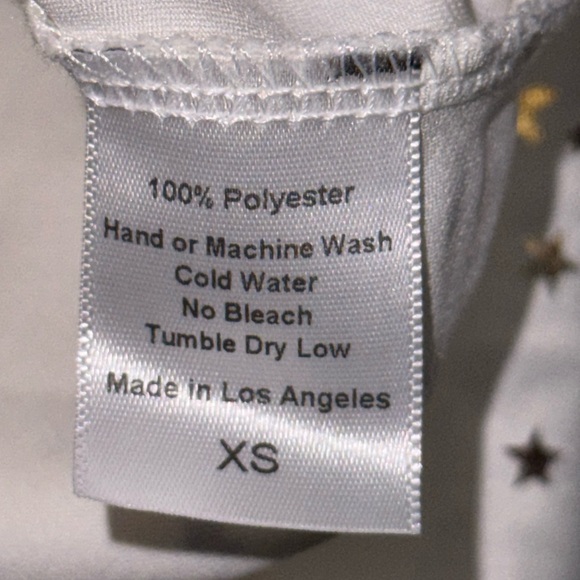 100% Polyester
Hand or Machine Wash
Cold Water
No Bleach
Tumble Dry Low
Made in Los Angeles
XS